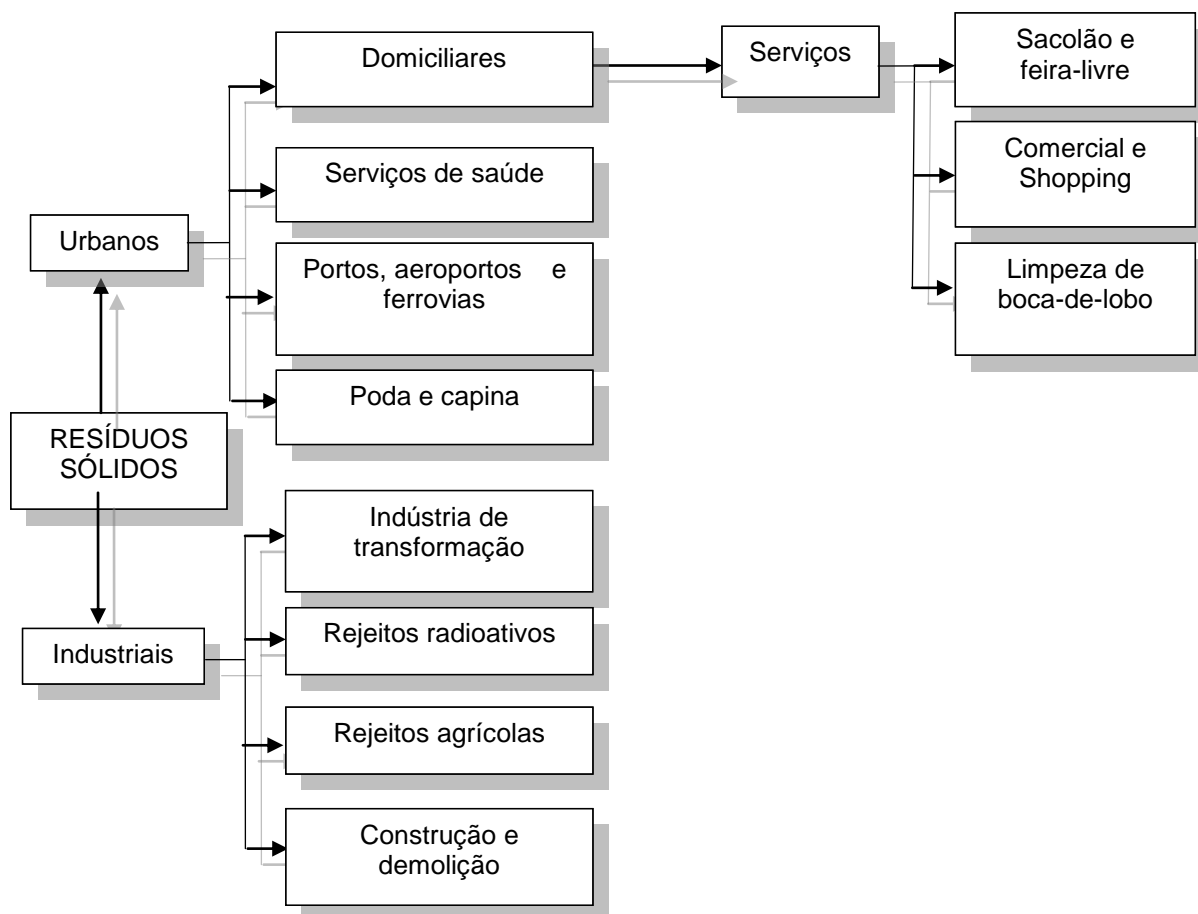 Domiciliares
Serviços
Sacolão e
feira-livre
Serviços de saúde
Comercial e
Shopping
Urbanos
Portos, aeroportos e
ferrovias
Limpeza de
boca-de-lobo
Poda e capina
RESÍDUOS
SÓLIDOS
Indústria de
transformação
Rejeitos radioativos
Industriais
Rejeitos agrícolas
Construção e
demolição